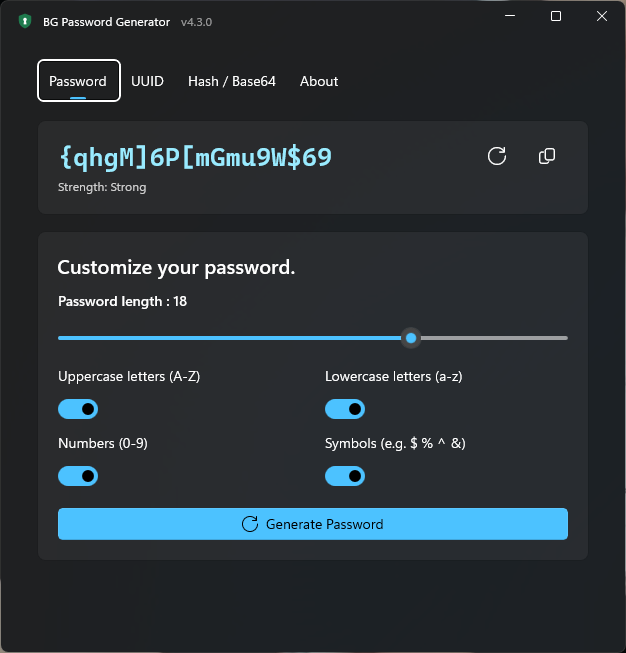 BG Password Generator v4.3.0
Password UUID Hash / Base64 About
{qhgM]6P[mGmu9W$69
Strength: Strong
Customize your password.
Password length : 18
Uppercase letters (A-Z) Lowercase letters (a-z)
Numbers (0-9) Symbols (e.g. $ % ^ &)
Generate Password